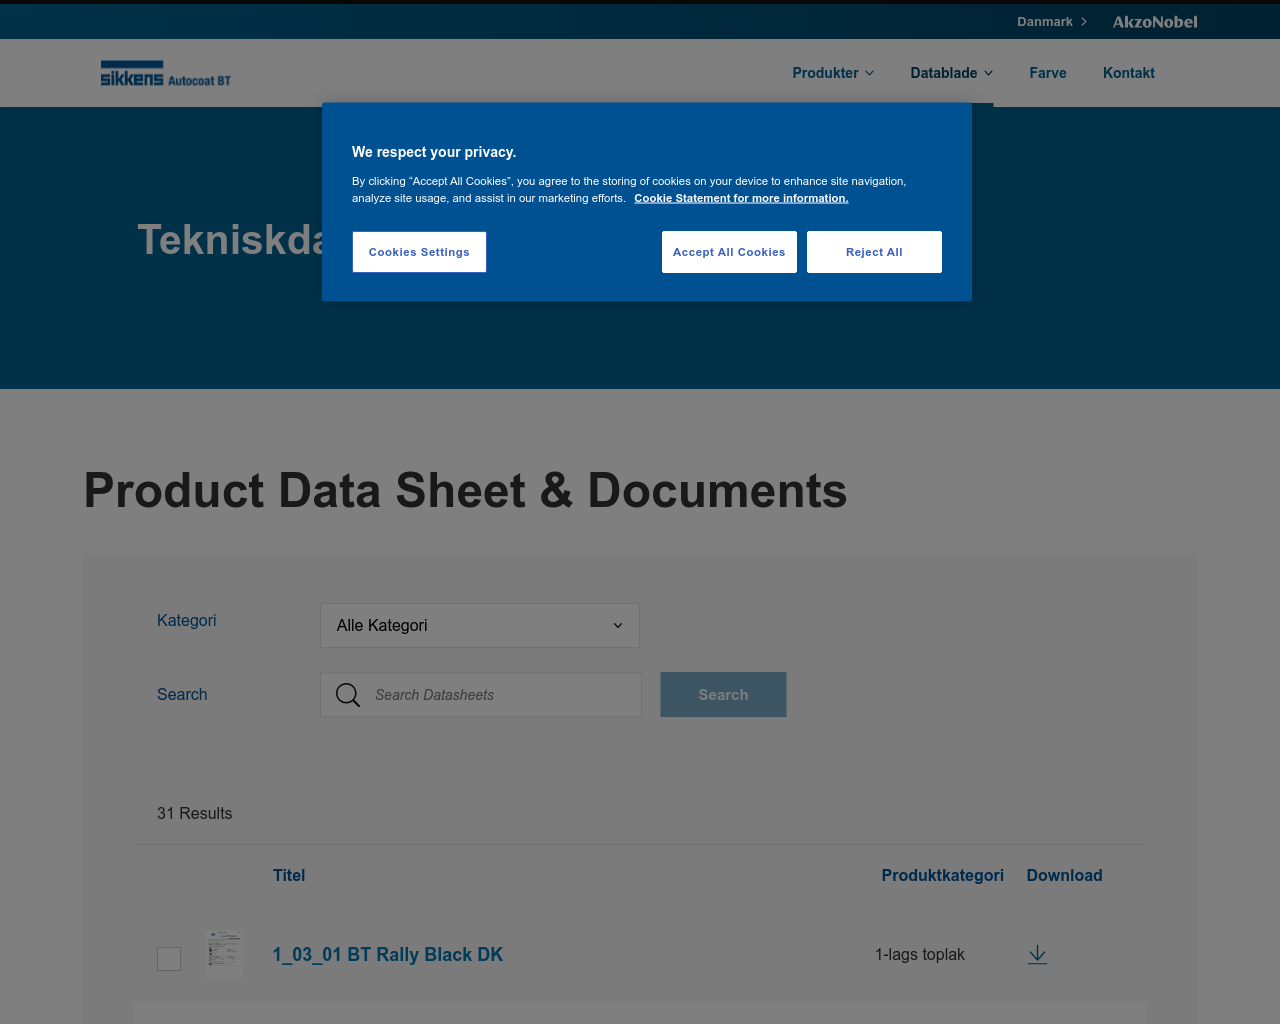 Danmark
AkzoNobel
sikkens Autocoat BT
Produkter
Datablade
Farve
Kontakt
We respect your privacy.
By clicking “Accept All Cookies”, you agree to the storing of cookies on your device to enhance site navigation,
analyze site usage, and assist in our marketing efforts. Cookie Statement for more information.
Cookies Settings
Accept All Cookies
Reject All
Product Data Sheet & Documents
Kategori
Alle Kategori
Search
Search Datasheets
Search
31 Results
Titel
Produktkategori
Download
1_03_01 BT Rally Black DK
1-lags toplak